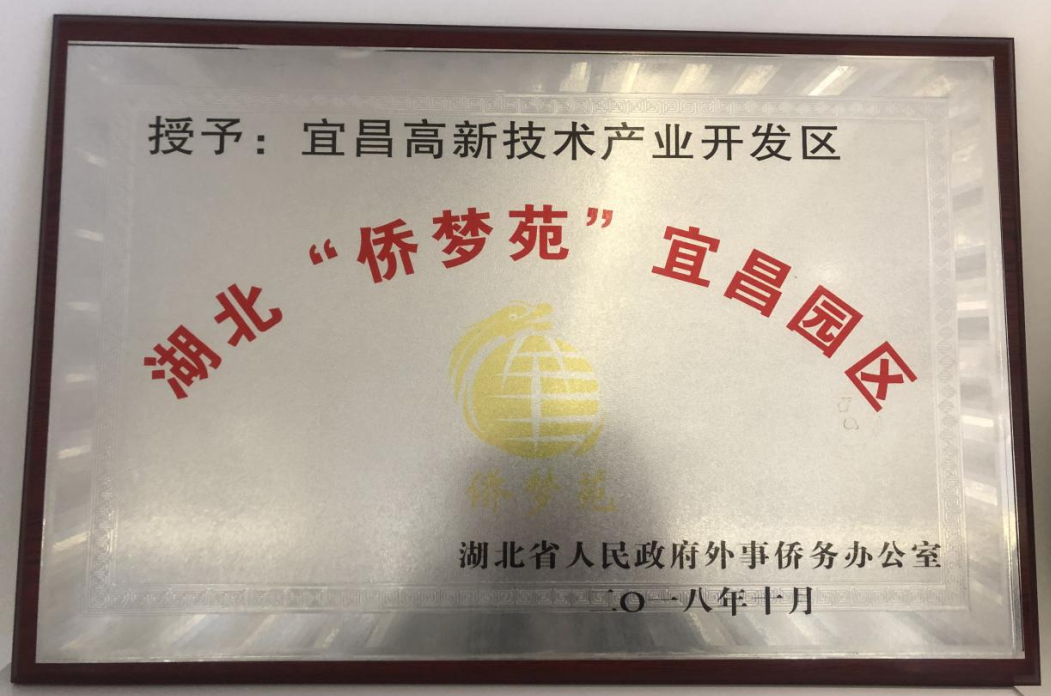 授予：宜昌高新技术产业开发区
湖北“侨梦苑”宜昌园区
侨梦苑
湖北省人民政府外事侨务办公室
二〇一八年十月